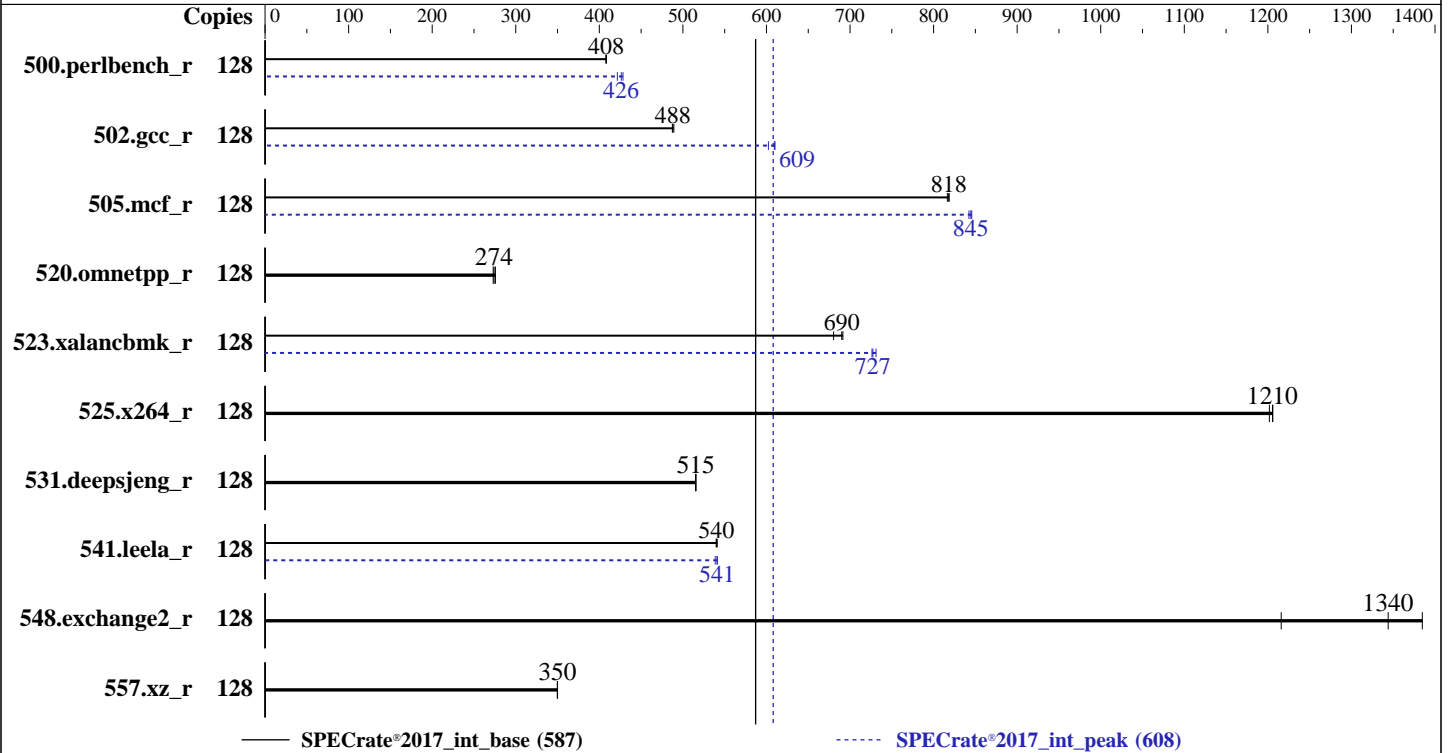 Copies 0 100 200 300 400 500 600 700 800 900 1000 1100 1200 1300 1400
500.perlbench_r 128 408
426
502.gcc_r 128 488
609
505.mcf_r 128 818
845
520.omnetpp_r 128 274
523.xalancbmk_r 128 690
727
525.x264_r 128 1210
531.deepsjeng_r 128 515
541.leela_r 128 540
541
548.exchange2_r 128 1340
557.xz_r 128 350
SPECrate®2017_int_base (587) SPECrate®2017_int_peak (608)